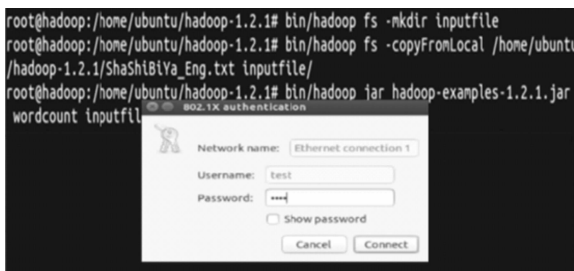 root@hadoop:/home/ubuntu/hadoop-1.2.1# bin/hadoop fs -mkdir inputfile
root@hadoop:/home/ubuntu/hadoop-1.2.1# bin/hadoop fs -copyFromLocal /home/ubuntu
/hadoop-1.2.1/ShaShiBiYa_Eng.txt inputfile/
root@hadoop:/home/ubuntu/hadoop-1.2.1# bin/hadoop jar hadoop-examples-1.2.1.jar
wordcount inputfil
802.1X authentication
Network name: Ethernet connection 1
Username: test
Password: ••••
Show password
Cancel Connect